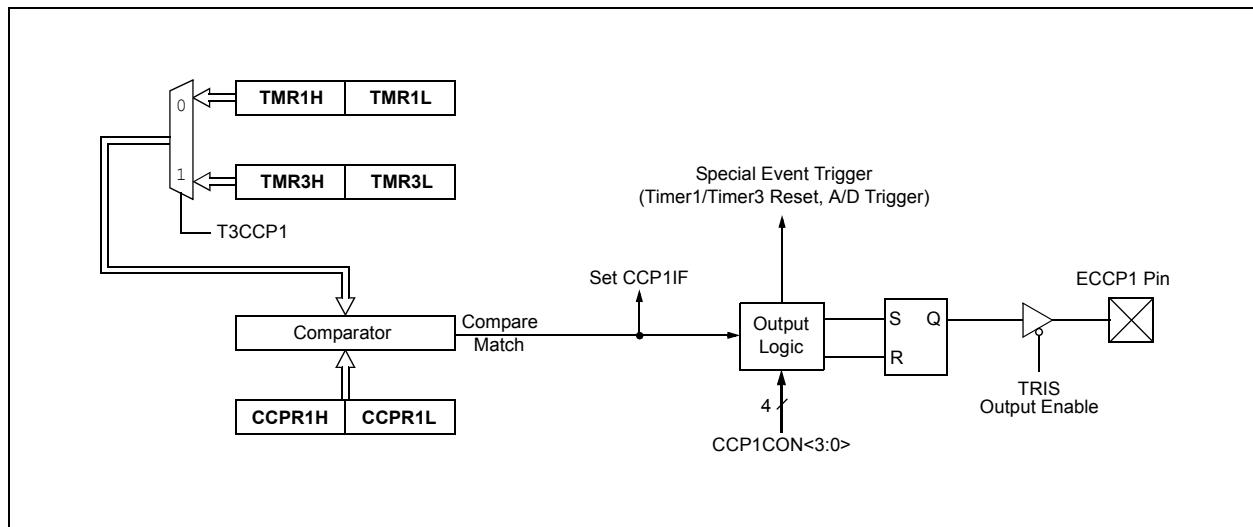 0
TMR1H TMR1L
1
TMR3H TMR3L
T3CCP1
Special Event Trigger
(Timer1/Timer3 Reset, A/D Trigger)
Set CCP1IF
ECCP1 Pin
Comparator
Compare
Match
Output
Logic
S Q
R
TRIS
Output Enable
CCPR1H CCPR1L
4
CCP1CON<3:0>